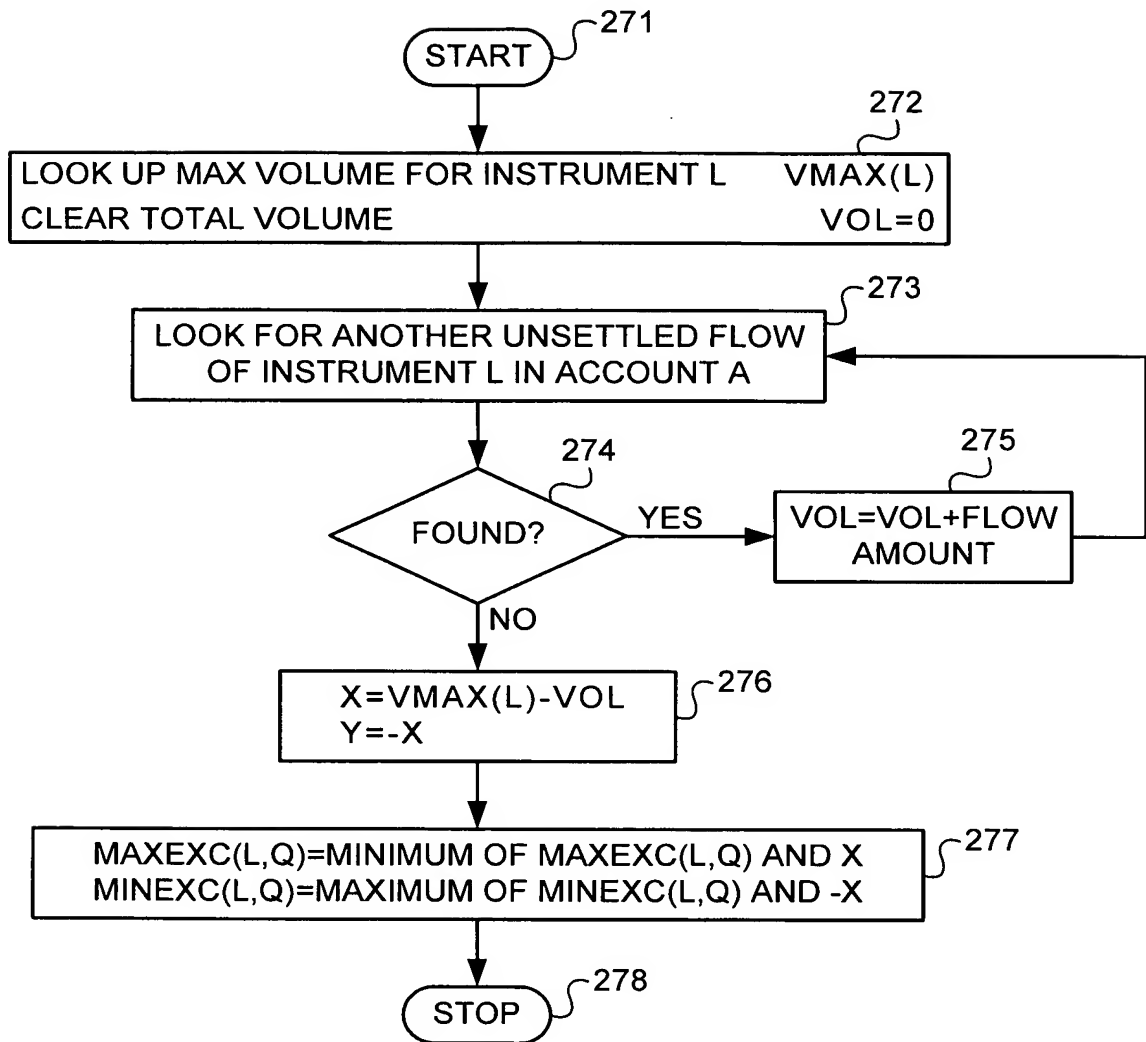 271
START
272
LOOK UP MAX VOLUME FOR INSTRUMENT L VMAX(L)
CLEAR TOTAL VOLUME VOL=0
273
LOOK FOR ANOTHER UNSETTLED FLOW
OF INSTRUMENT L IN ACCOUNT A
274
FOUND?
YES
275
VOL=VOL+FLOW
AMOUNT
NO
X=VMAX(L)-VOL
Y=-X
276
MAXEXC(L,Q)=MINIMUM OF MAXEXC(L,Q) AND X
MINEXC(L,Q)=MAXIMUM OF MINEXC(L,Q) AND -X
277
STOP
278